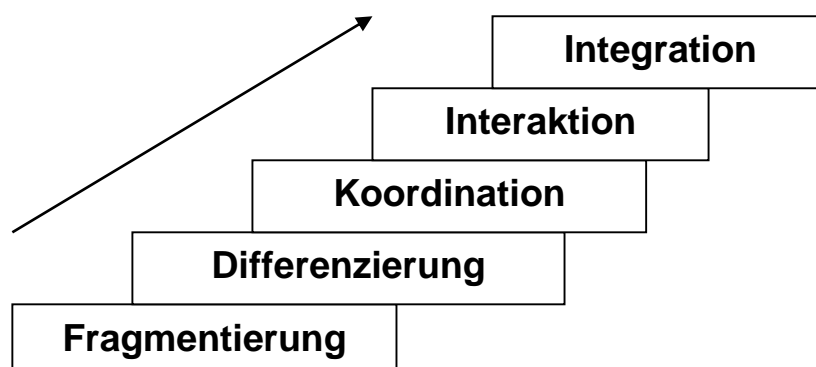 Integration
Interaktion
Koordination
Differenzierung
Fragmentierung